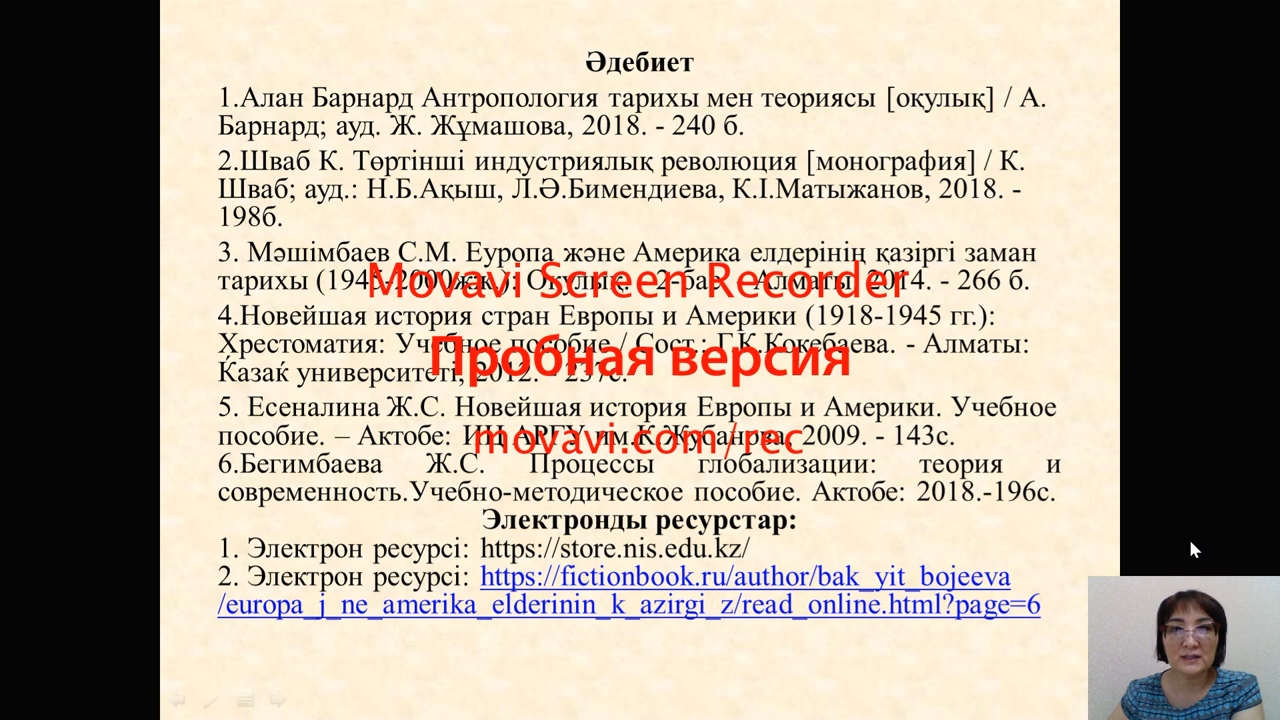 Әдебиет
1.Алан Барнард Антропология тарихы мен теориясы [оқулық] / А.
Барнард; ауд. Ж. Жұмашова, 2018. - 240 б.
2.Шваб К. Төртінші индустриялық революция [монография] / К.
Шваб; ауд.: Н.Б.Ақыш, Л.Ә.Бимендиева, К.І.Матыжанов, 2018. -
198б.
3. Мәшімбаев С.М. Еуропа және Америка елдерінің қазіргі заман
тарихы (1945-2000жж.): Оқулық. - 2-бас. - Алматы, 2014. - 266 б.
Movavi Screen Recorder
4.Новейшая история стран Европы и Америки (1918-1945 гг.):
Хрестоматия: Учебное пособие / Сост.: Г.К.Кокебаева. - Алматы:
Пробная версия
Ќазаќ университеті, 2012. - 237с.
5. Есеналина Ж.С. Новейшая история Европы и Америки. Учебное
пособие. – Актобе: ИЦ АРГУ им.К.Жубанова, 2009. - 143с.
movavi.com/rec
6.Бегимбаева Ж.С. Процессы глобализации: теория и
современность.Учебно-методическое пособие. Актобе: 2018.-196с.
Электронды ресурстар:
1. Электрон ресурсі: https://store.nis.edu.kz/
2. Электрон ресурсі: https://fictionbook.ru/author/bak_yit_bojeeva
/europa_j_ne_amerika_elderinin_k_azirgi_z/read_online.html?page=6